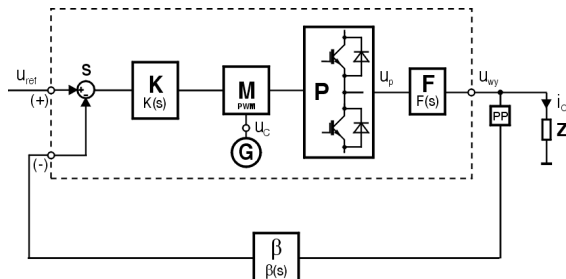 u_ref
(+)
S
+
-
K
K(s)
M
PWM
u_C
G
P
u_p
F
F(s)
u_wy
PP
i_O
Z
(-)
β
β(s)